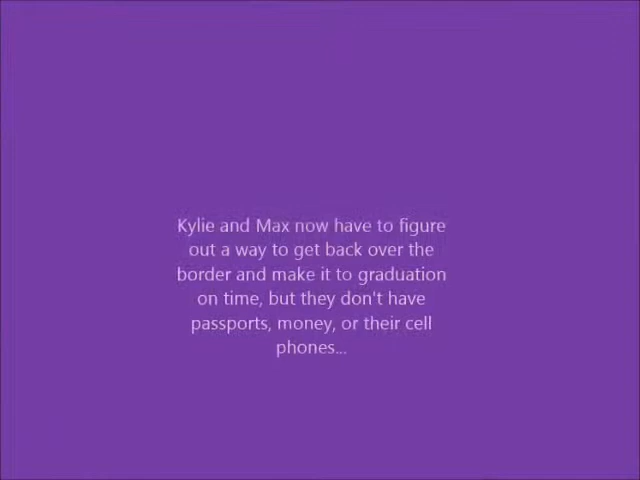 Kylie and Max now have to figure
out a way to get back over the
border and make it to graduation
on time, but they don't have
passports, money, or their cell
phones...